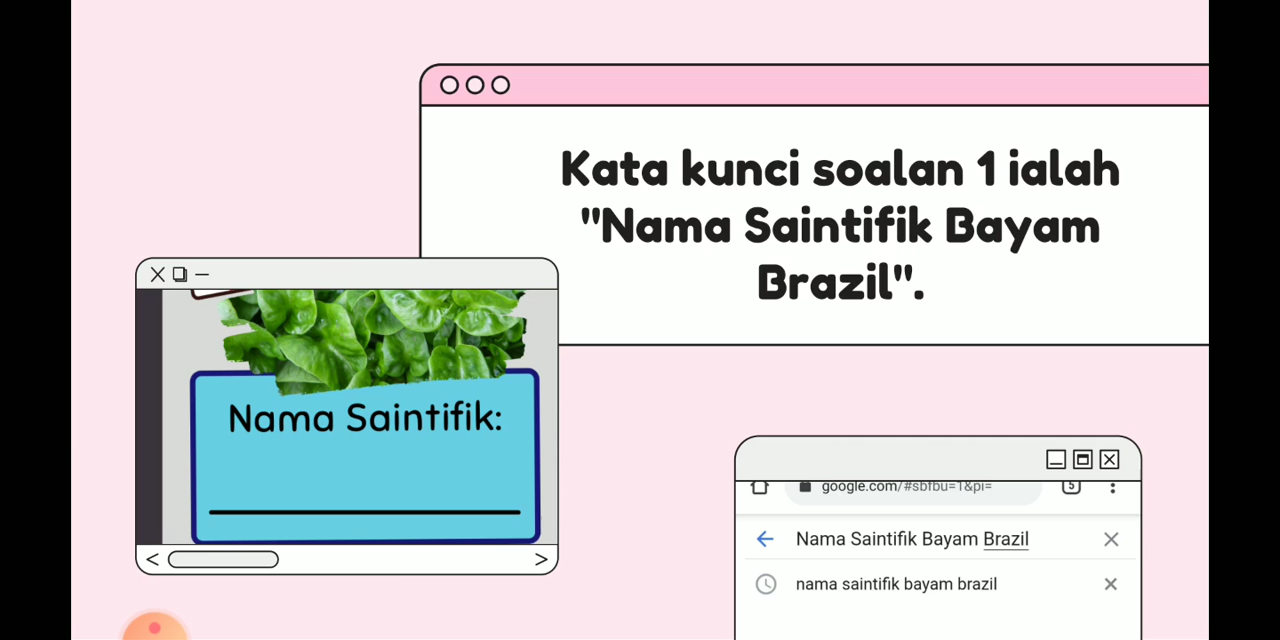 Kata kunci soalan 1 ialah
"Nama Saintifik Bayam
Brazil".
Nama Saintifik:
google.com/#sbfbu=1&pi=
5
Nama Saintifik Bayam Brazil
nama saintifik bayam brazil